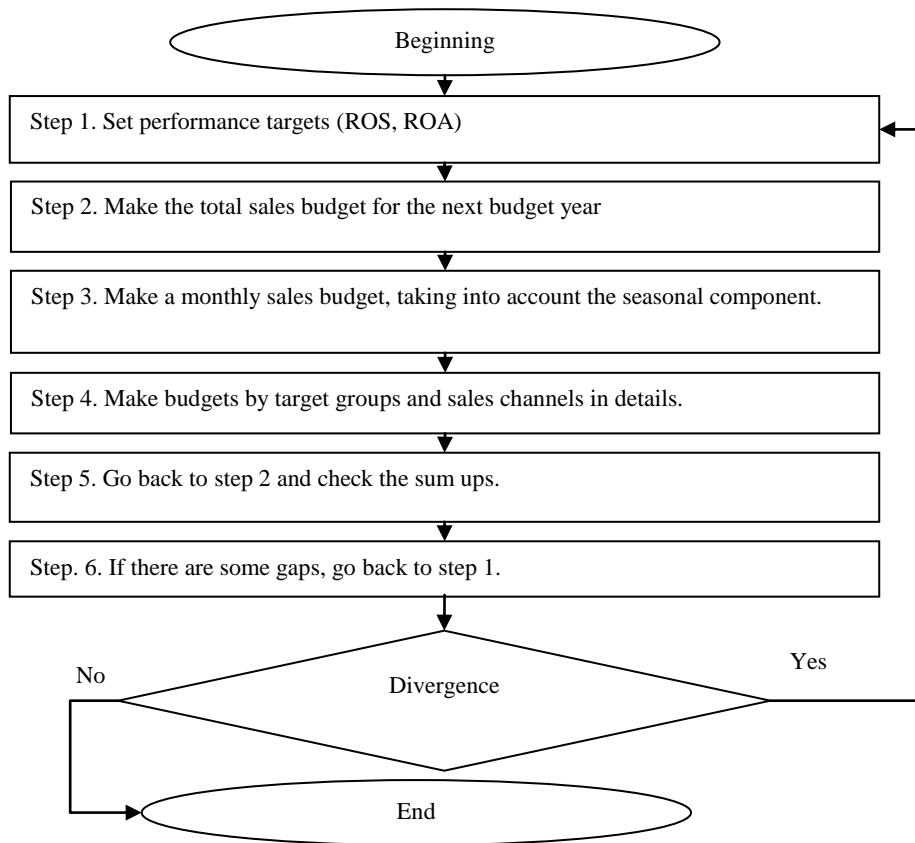 Beginning
Step 1. Set performance targets (ROS, ROA)
Step 2. Make the total sales budget for the next budget year
Step 3. Make a monthly sales budget, taking into account the seasonal component.
Step 4. Make budgets by target groups and sales channels in details.
Step 5. Go back to step 2 and check the sum ups.
Step. 6. If there are some gaps, go back to step 1.
No
Yes
Divergence
End